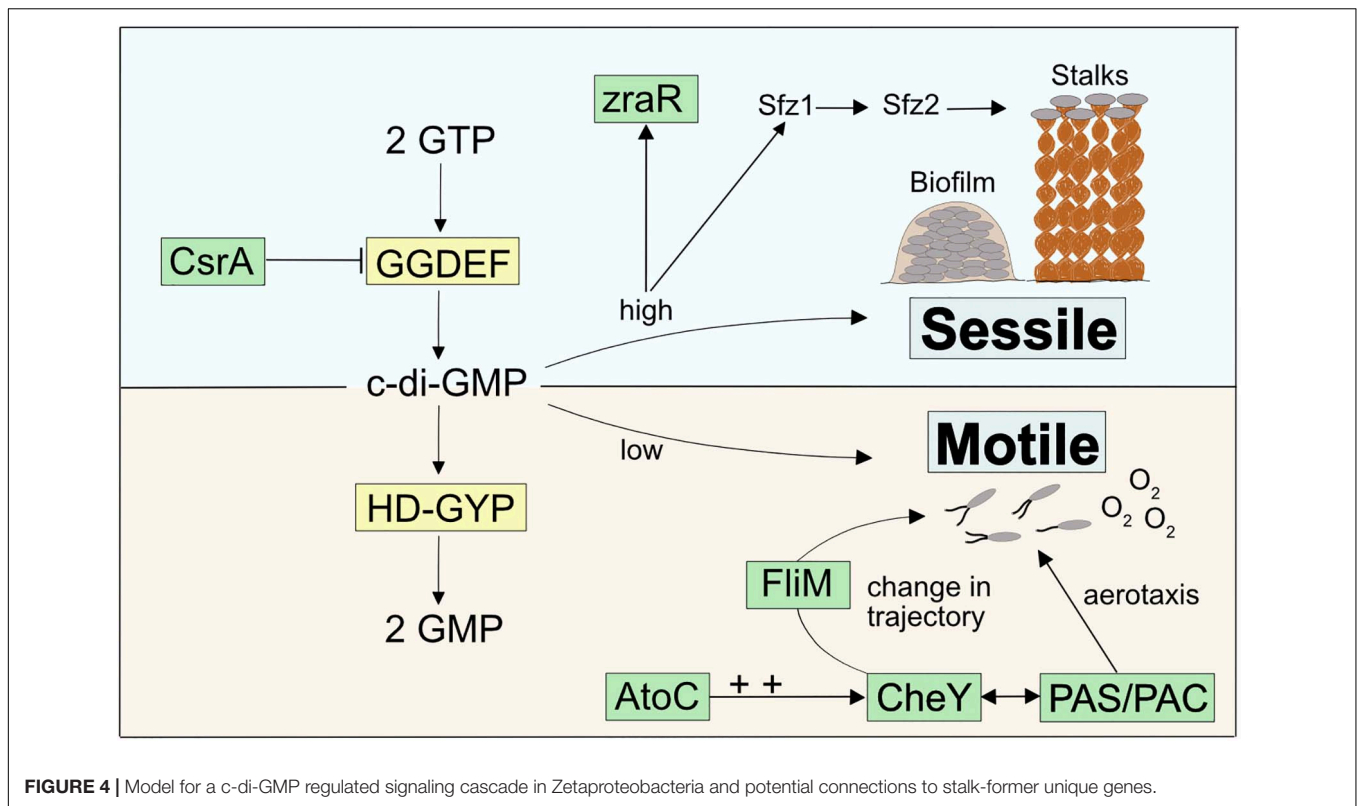 zraR
Sfz1
Sfz2
Stalks
2 GTP
Biofilm
CsrA
GGDEF
high
Sessile
c-di-GMP
low
Motile
HD-GYP
O2
O2
O2
FliM
change in
trajectory
aerotaxis
2 GMP
AtoC
+ +
CheY
PAS/PAC
FIGURE 4 | Model for a c-di-GMP regulated signaling cascade in Zetaproteobacteria and potential connections to stalk-former unique genes.